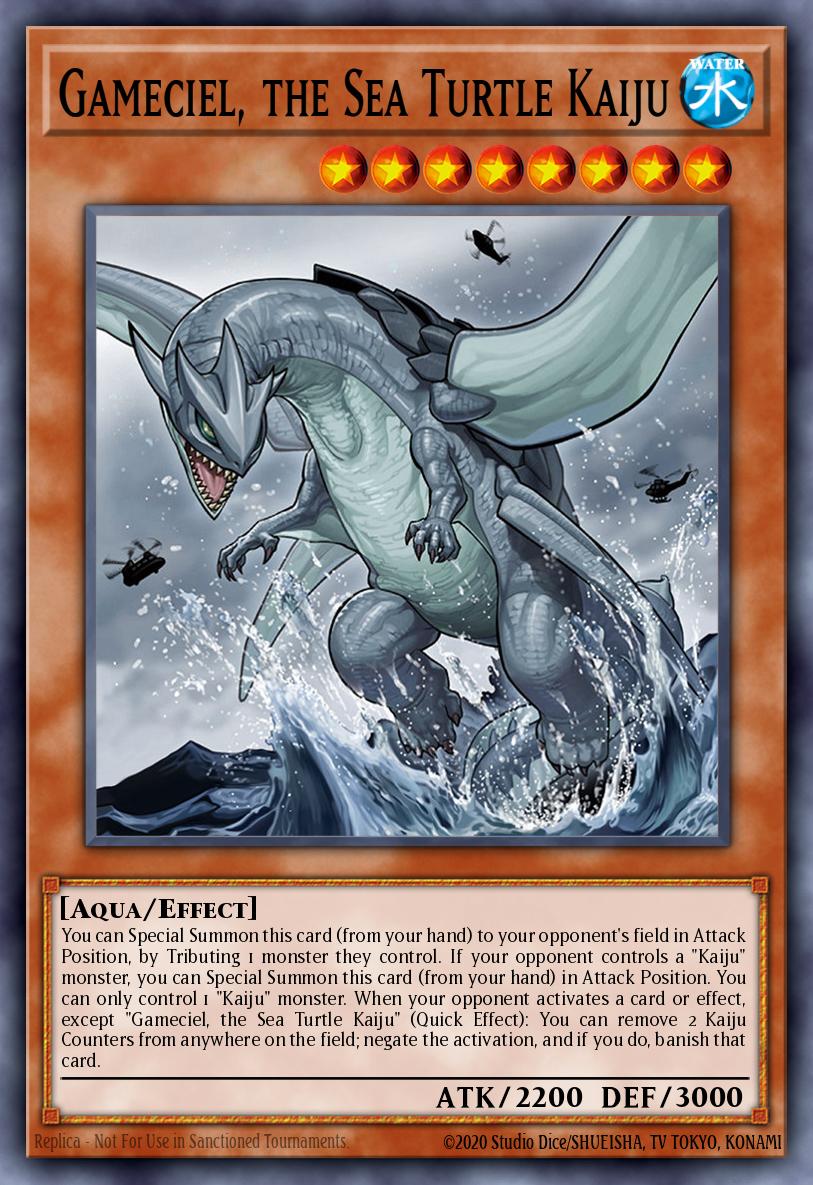 Gameciel, the Sea Turtle Kaiju
WATER
水
[Aqua/Effect]
You can Special Summon this card (from your hand) to your opponent's field in Attack
Position, by Tributing 1 monster they control. If your opponent controls a "Kaiju"
monster, you can Special Summon this card (from your hand) in Attack Position. You
can only control 1 "Kaiju" monster. When your opponent activates a card or effect,
except "Gameciel, the Sea Turtle Kaiju" (Quick Effect): You can remove 2 Kaiju
Counters from anywhere on the field; negate the activation, and if you do, banish that
card.
ATK/2200 DEF/3000
Replica - Not For Use in Sanctioned Tournaments.
©2020 Studio Dice/SHUEISHA, TV TOKYO, KONAMI